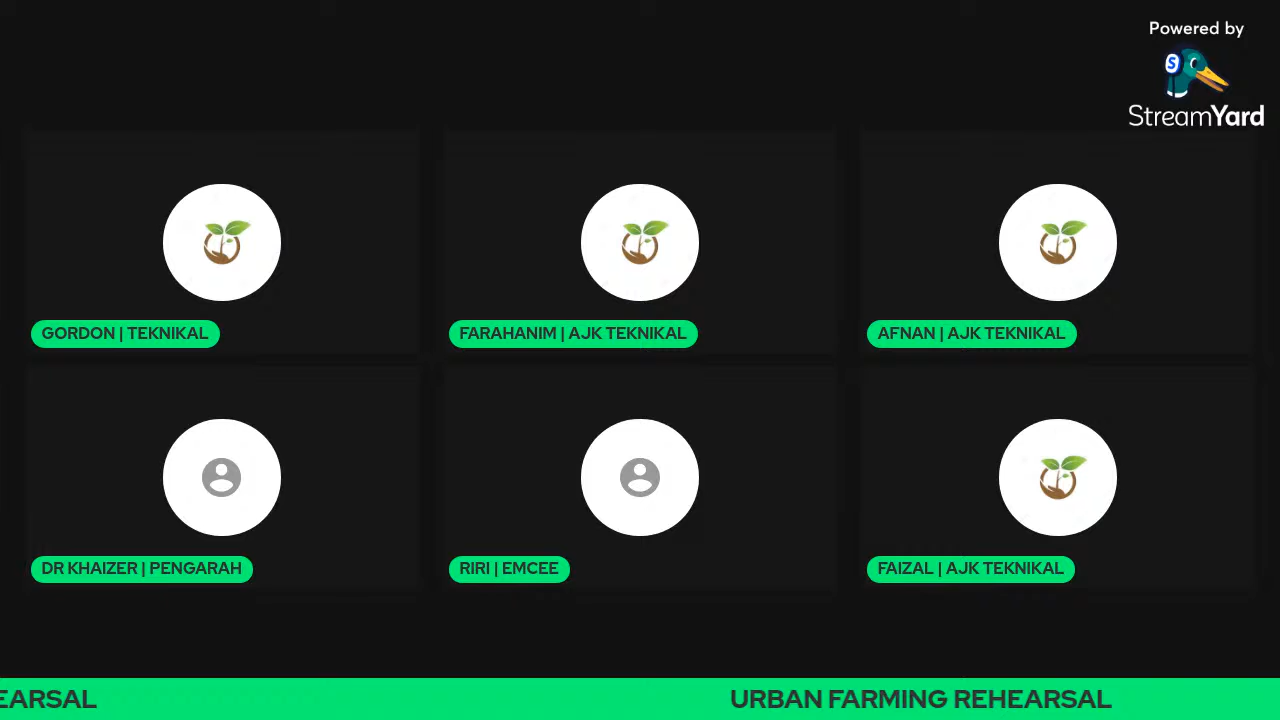 Powered by
S
StreamYard
GORDON | TEKNIKAL
FARAHANIM | AJK TEKNIKAL
AFNAN | AJK TEKNIKAL
DR KHAIZER | PENGARAH
RIRI | EMCEE
FAIZAL | AJK TEKNIKAL
EARSAL
URBAN FARMING REHEARSAL